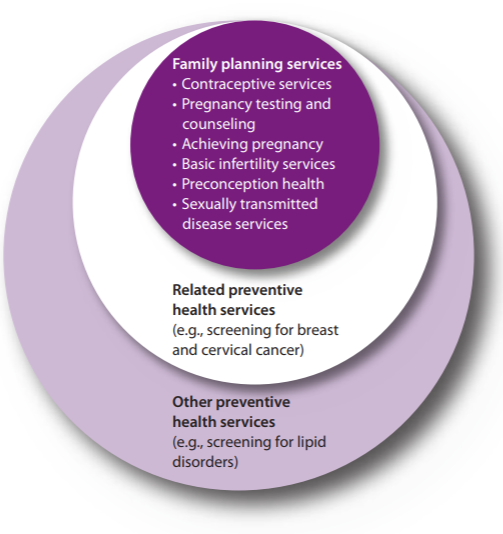 Family planning services
• Contraceptive services
• Pregnancy testing and
counseling
• Achieving pregnancy
• Basic infertility services
• Preconception health
• Sexually transmitted
disease services
Related preventive
health services
(e.g., screening for breast
and cervical cancer)
Other preventive
health services
(e.g., screening for lipid
disorders)